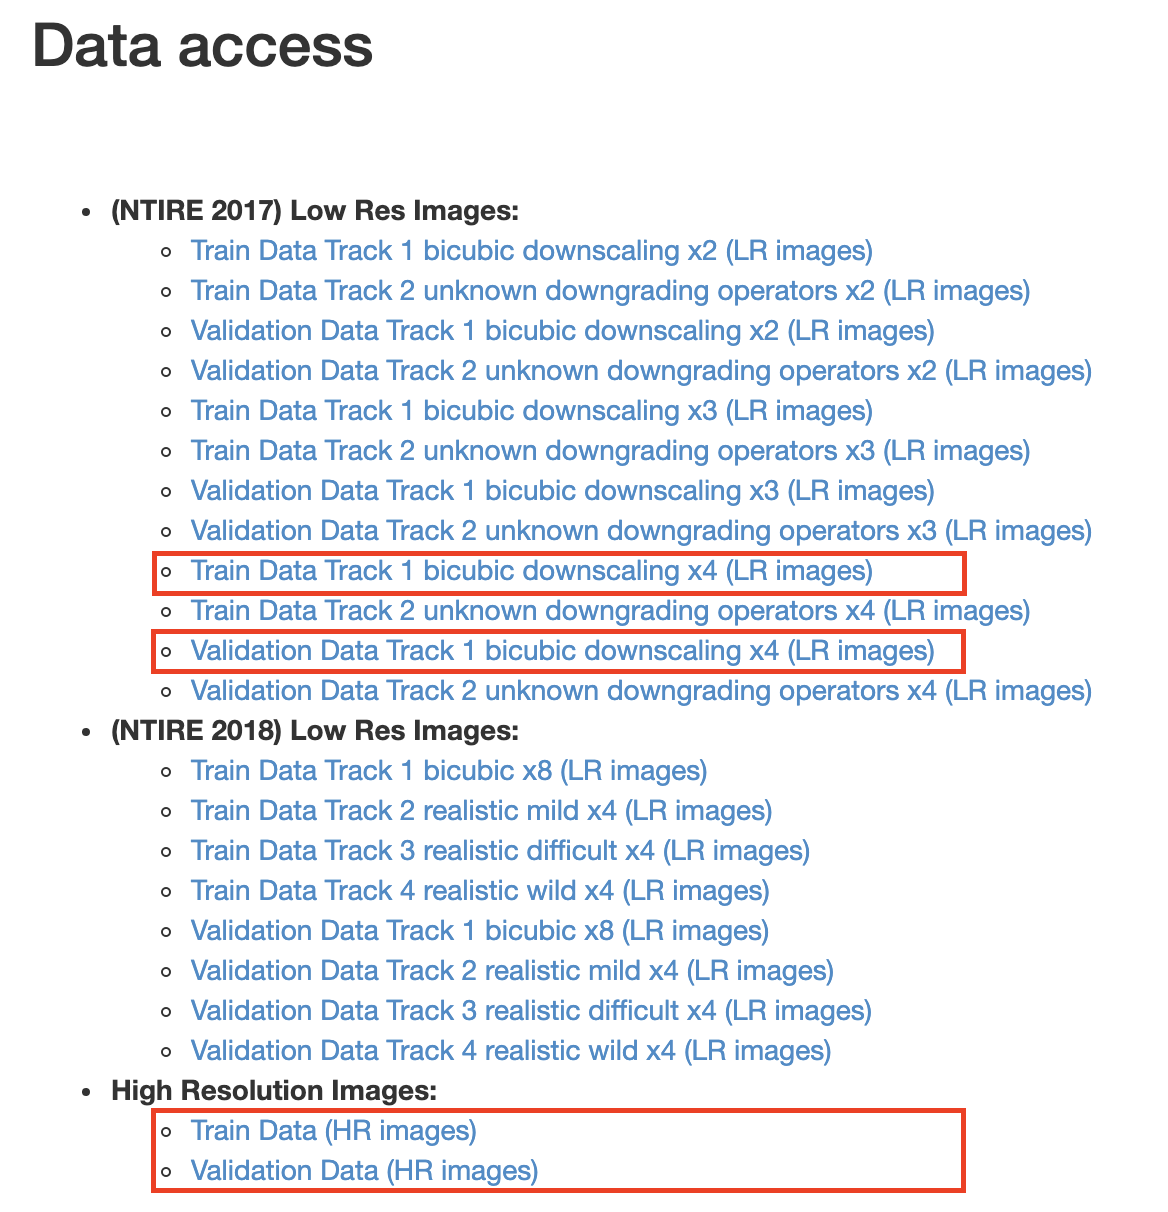 Data access
(NTIRE 2017) Low Res Images:
Train Data Track 1 bicubic downscaling x2 (LR images)
Train Data Track 2 unknown downgrading operators x2 (LR images)
Validation Data Track 1 bicubic downscaling x2 (LR images)
Validation Data Track 2 unknown downgrading operators x2 (LR images)
Train Data Track 1 bicubic downscaling x3 (LR images)
Train Data Track 2 unknown downgrading operators x3 (LR images)
Validation Data Track 1 bicubic downscaling x3 (LR images)
Validation Data Track 2 unknown downgrading operators x3 (LR images)
Train Data Track 1 bicubic downscaling x4 (LR images)
Train Data Track 2 unknown downgrading operators x4 (LR images)
Validation Data Track 1 bicubic downscaling x4 (LR images)
Validation Data Track 2 unknown downgrading operators x4 (LR images)
(NTIRE 2018) Low Res Images:
Train Data Track 1 bicubic x8 (LR images)
Train Data Track 2 realistic mild x4 (LR images)
Train Data Track 3 realistic difficult x4 (LR images)
Train Data Track 4 realistic wild x4 (LR images)
Validation Data Track 1 bicubic x8 (LR images)
Validation Data Track 2 realistic mild x4 (LR images)
Validation Data Track 3 realistic difficult x4 (LR images)
Validation Data Track 4 realistic wild x4 (LR images)
High Resolution Images:
Train Data (HR images)
Validation Data (HR images)